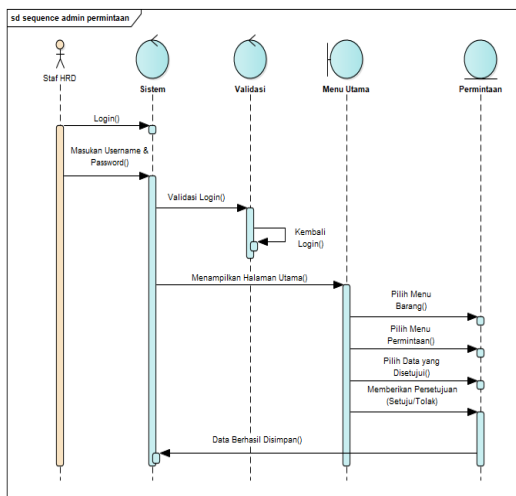 sd sequence admin permintaan
Staf HRD
Sistem
Validasi
Menu Utama
Permintaan
Login()
Masukan Username &
Password()
Validasi Login()
Kembali
Login()
Menampilkan Halaman Utama()
Pilih Menu
Barang()
Pilih Menu
Permintaan()
Pilih Data yang
Disetujui()
Memberikan Persetujuan
(Setuju/Tolak)
Data Berhasil Disimpan()